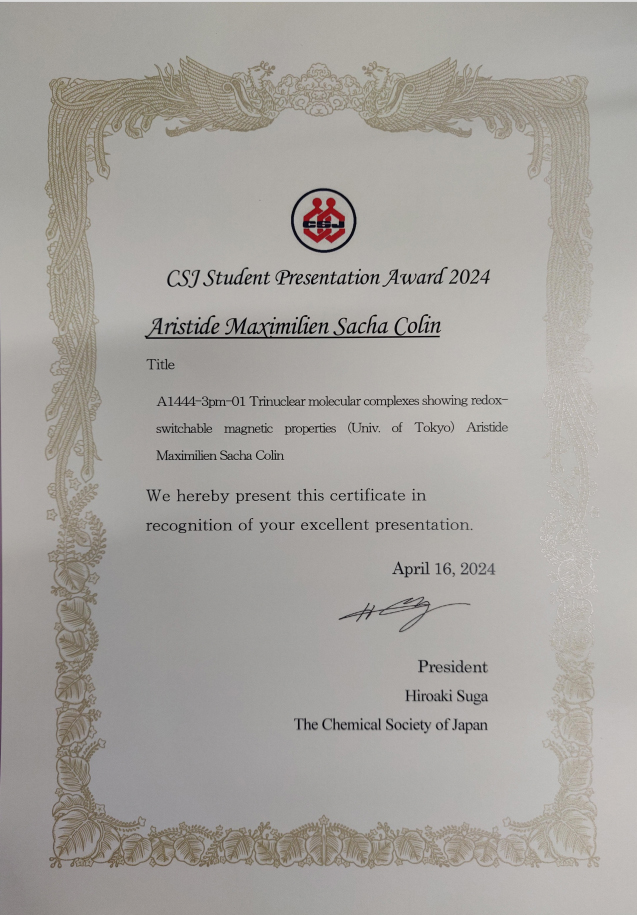 CSJ
CSJ Student Presentation Award 2024
Aristide Maximilien Sacha Colin
Title
A1444-3pm-01 Trinuclear molecular complexes showing redox-
switchable magnetic properties (Univ. of Tokyo) Aristide
Maximilien Sacha Colin
We hereby present this certificate in
recognition of your excellent presentation.
April 16, 2024
President
Hiroaki Suga
The Chemical Society of Japan